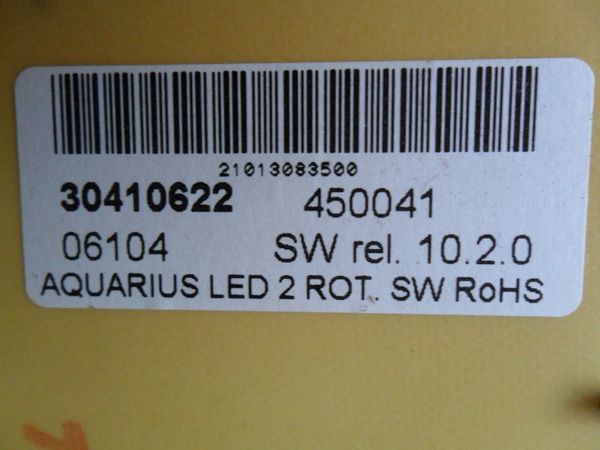 21013083500
30410622 450041
06104 SW rel. 10.2.0
AQUARIUS LED 2 ROT. SW RoHS